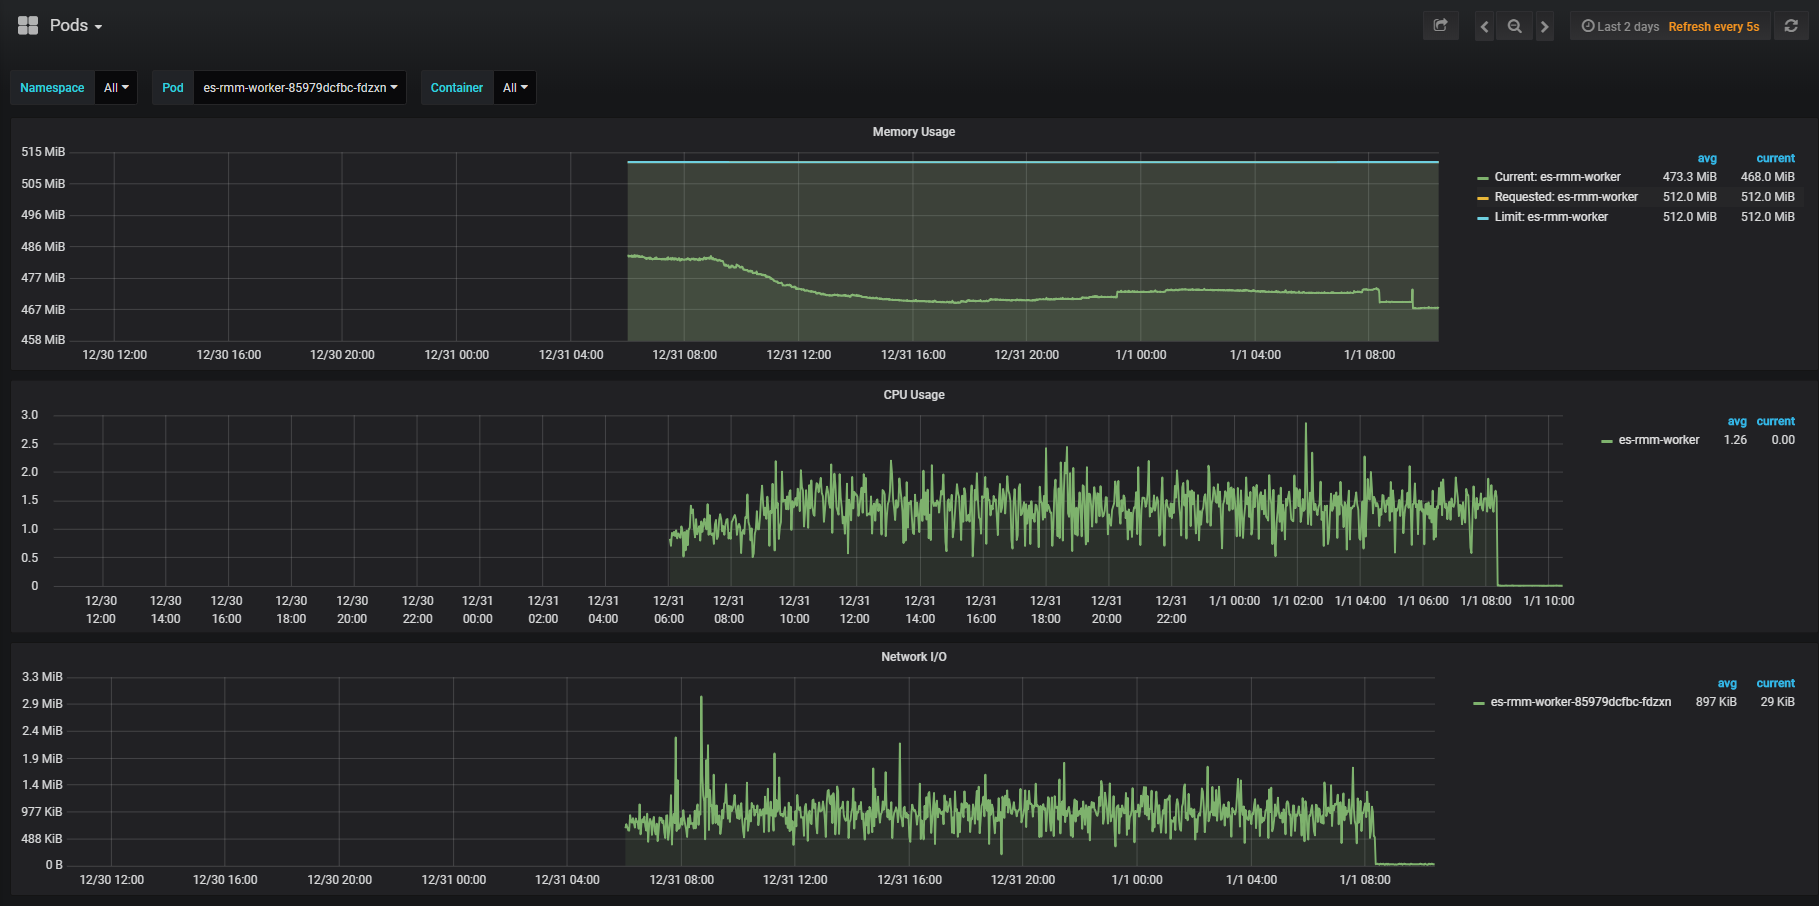 Pods
Last 2 days Refresh every 5s
Namespace All Pod es-rmm-worker-85979dcfbc-fdzxn Container All
Memory Usage
515 MiB
505 MiB
496 MiB
486 MiB
477 MiB
467 MiB
458 MiB
12/30 12:00 12/30 16:00 12/30 20:00 12/31 00:00 12/31 04:00 12/31 08:00 12/31 12:00 12/31 16:00 12/31 20:00 1/1 00:00 1/1 04:00 1/1 08:00
avg current
Current: es-rmm-worker 473.3 MiB 468.0 MiB
Requested: es-rmm-worker 512.0 MiB 512.0 MiB
Limit: es-rmm-worker 512.0 MiB 512.0 MiB
CPU Usage
3.0
2.5
2.0
1.5
1.0
0.5
0
12/30 12/30 12/30 12/30 12/30 12/30 12/31 12/31 12/31 12/31 12/31 12/31 12/31 12/31 12/31 12/31 12/31 12/31 1/1 00:00 1/1 02:00 1/1 04:00 1/1 06:00 1/1 08:00 1/1 10:00
12:00 14:00 16:00 18:00 20:00 22:00 00:00 02:00 04:00 06:00 08:00 10:00 12:00 14:00 16:00 18:00 20:00 22:00
avg current
es-rmm-worker 1.26 0.00
Network I/O
3.3 MiB
2.9 MiB
2.4 MiB
1.9 MiB
1.4 MiB
977 KiB
488 KiB
0 B
12/30 12:00 12/30 16:00 12/30 20:00 12/31 00:00 12/31 04:00 12/31 08:00 12/31 12:00 12/31 16:00 12/31 20:00 1/1 00:00 1/1 04:00 1/1 08:00
avg current
es-rmm-worker-85979dcfbc-fdzxn 897 KiB 29 KiB